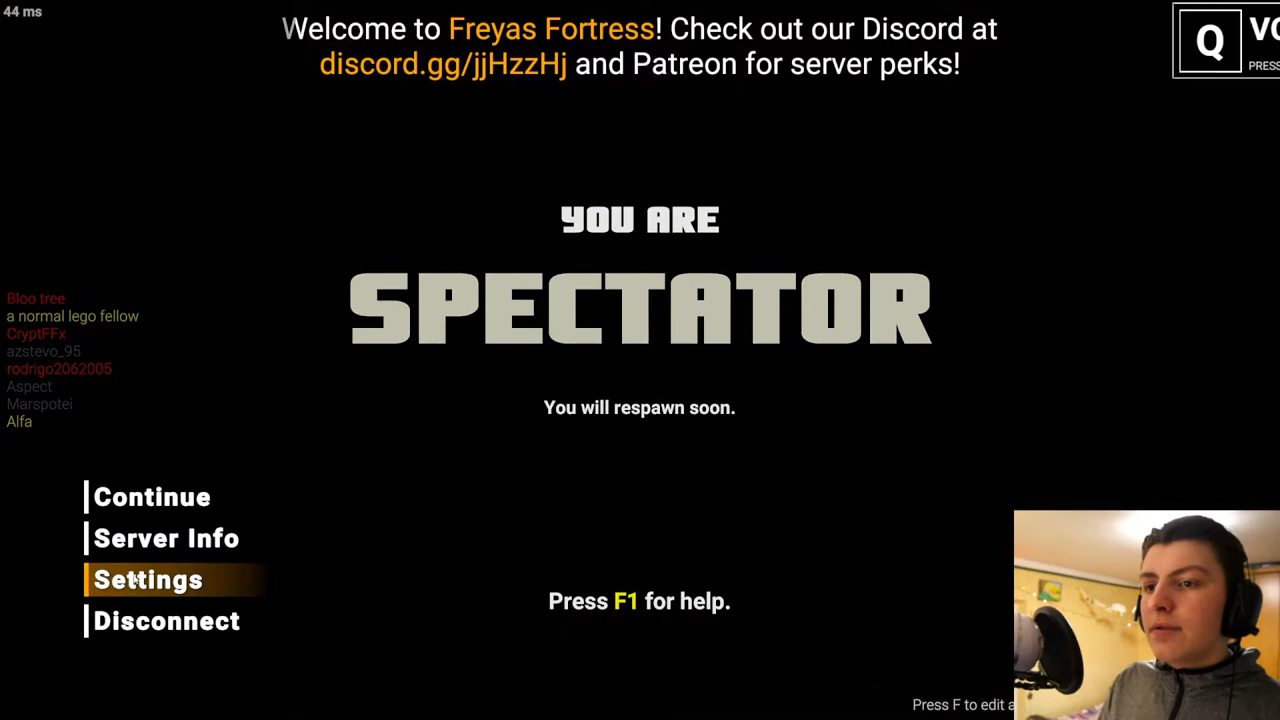 44 ms
Welcome to Freyas Fortress! Check out our Discord at
discord.gg/jjHzzHj and Patreon for server perks!
Q
PRESS
YOU ARE
SPECTATOR
You will respawn soon.
Bloo tree
a normal lego fellow
CryptFFx
azstevo_95
rodrigo2062005
Aspect
Marspotei
Alfa
Continue
Server Info
Settings
Disconnect
Press F1 for help.
Press F to edit a